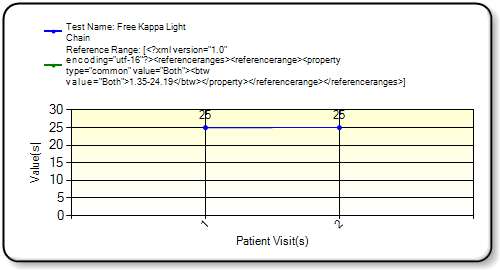 Test Name: Free Kappa Light
Chain
Reference Range: [<?xml version="1.0"
encoding="utf-16"?><referenceranges><referencerange><property
type="common" value="Both"><btw
value="Both">1.35-24.19</btw></property></referencerange></referenceranges>]
30
25
20
15
10
5
0
25
25
Value(s)
1
2
Patient Visit(s)